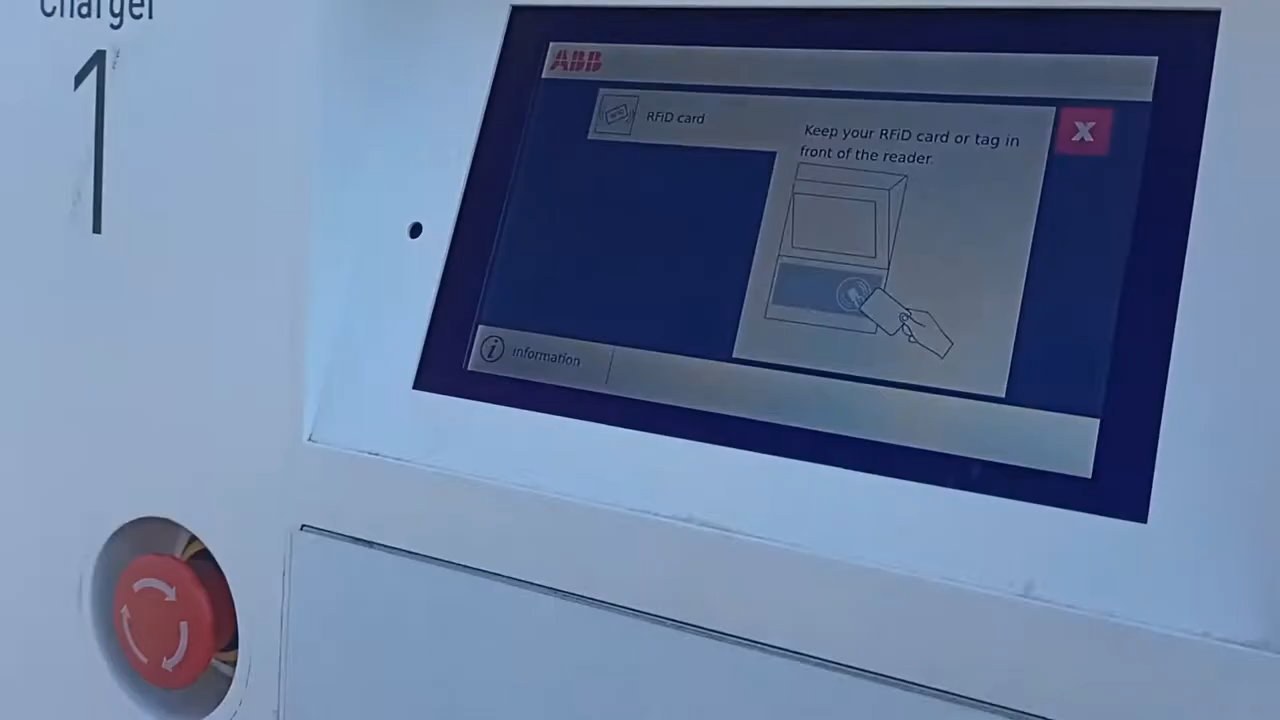 Charger
1
ABB
RFiD card
Keep your RFiD card or tag in
front of the reader.
X
i information